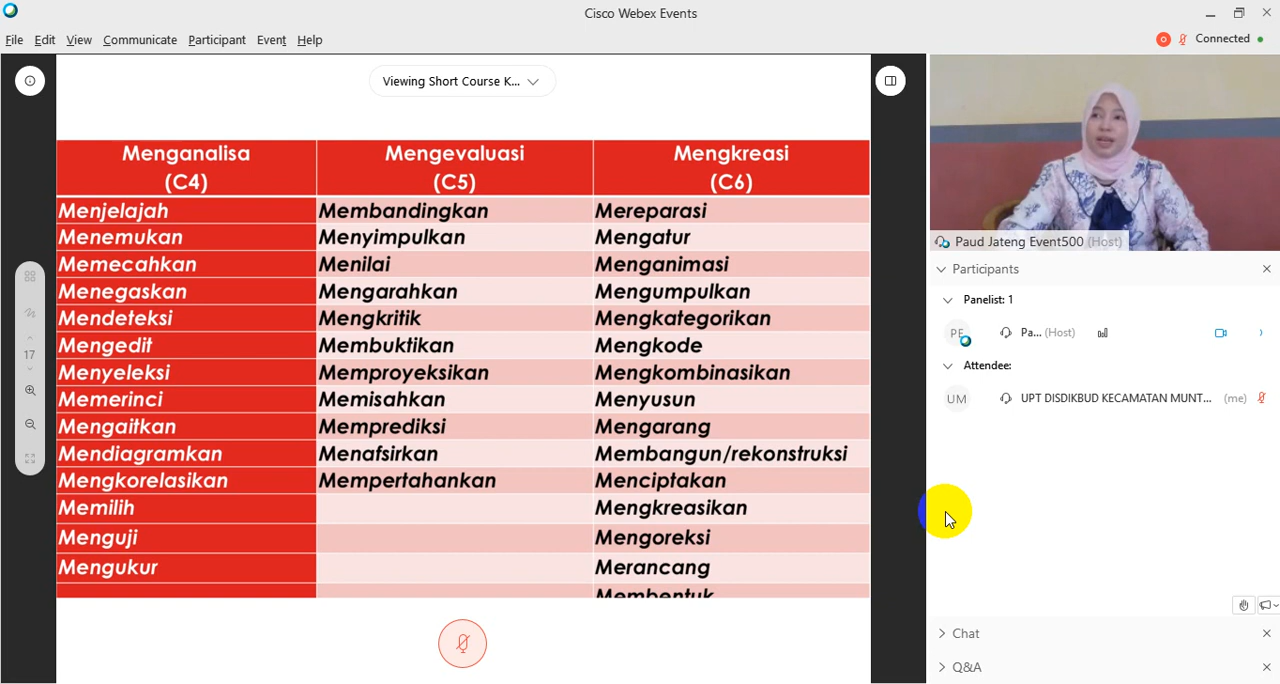 Cisco Webex Events
File Edit View Communicate Participant Event Help
Connected
Viewing Short Course K...
Menganalisa (C4) Mengevaluasi (C5) Mengkreasi (C6)
Menjelajah Membandingkan Mereparasi
Menemukan Menyimpulkan Mengatur
Memecahkan Menilai Menganimasi
Menegaskan Mengarahkan Mengumpulkan
Mendeteksi Mengkritik Mengkategorikan
Mengedit Membuktikan Mengkode
Menyeleksi Memproyeksikan Mengkombinasikan
Memerinci Memisahkan Menyusun
Mengaitkan Memprediksi Mengarang
Mendiagramkan Menafsirkan Membangun/rekonstruksi
Mengkorelasikan Mempertahankan Menciptakan
Memilih Mengkreasikan
Menguji Mengoreksi
Mengukur Merancang
Membentuk
17
Paud Jateng Event500 (Host)
Participants
Panelist: 1
PE Pa... (Host)
Attendee:
UM UPT DISDIKBUD KECAMATAN MUNT... (me)
Chat
Q&A